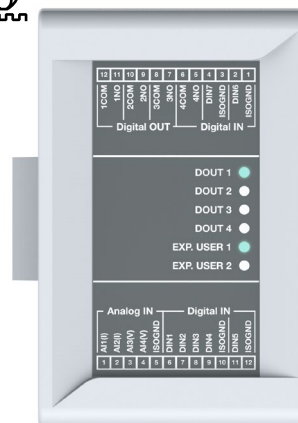 12 11 10 9 8 7 6 5 4 3 2 1
1COM 1NO 2COM 2NO 3COM 3NO 4COM 4NO DIN7 ISOGND DIN6 ISOGND
Digital OUT Digital IN
DOUT 1
DOUT 2
DOUT 3
DOUT 4
EXP. USER 1
EXP. USER 2
Analog IN Digital IN
AI1(I) AI2(I) AI3(V) AI4(V) ISOGND DIN1 DIN2 DIN3 DIN4 ISOGND DIN5 ISOGND
1 2 3 4 5 6 7 8 9 10 11 12